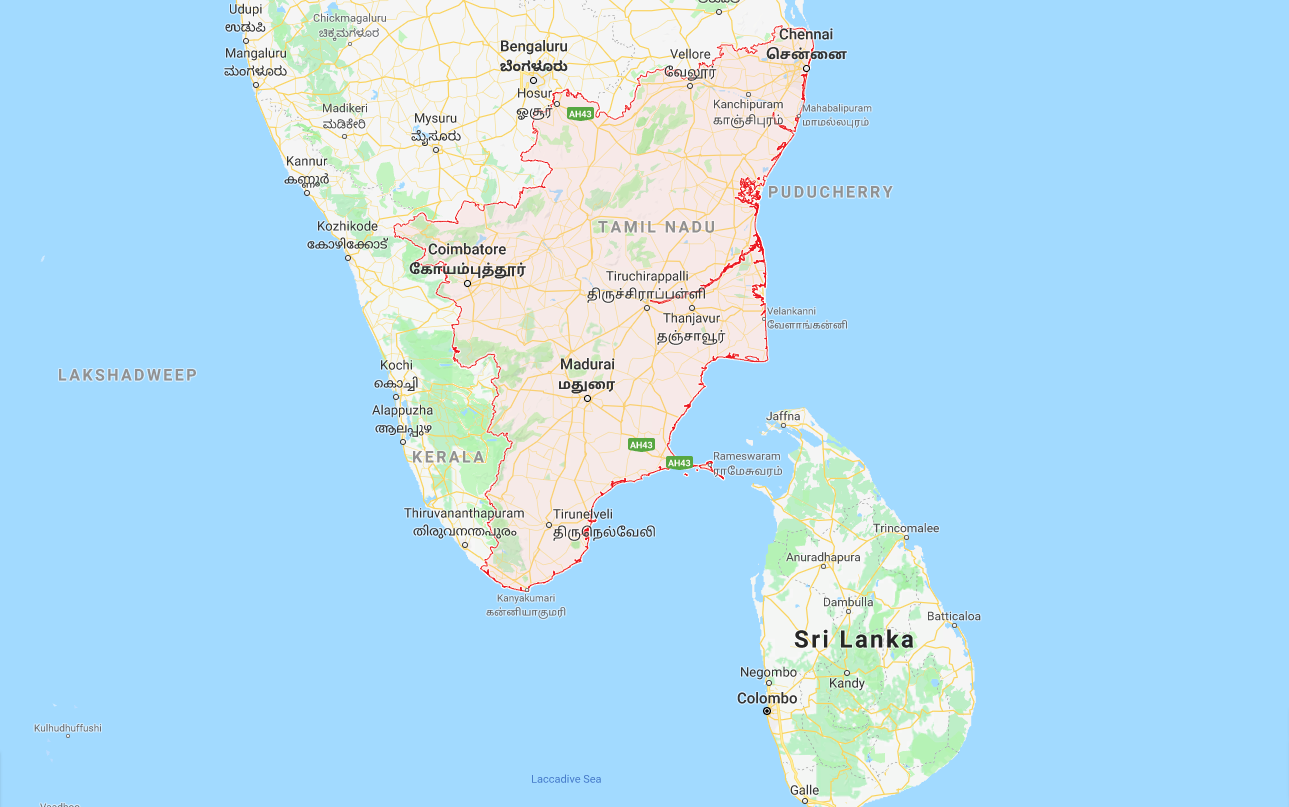 Udupi
ಉಡುಪಿ
Chickmagaluru
ಚಿಕ್ಕಮಗಳೂರ
Mangaluru
ಮಂಗಳೂರು
Bengaluru
ಬೆಂಗಳೂರು
Vellore
வேலூர்
Chennai
சென்னை
Hosur
ஓசூர்
AH43
Kanchipuram
காஞ்சிபுரம்
Mahabalipuram
மாமல்லபுரம்
Madikeri
ಮಡಿಕೇರಿ
Mysuru
ಮೈಸೂರು
Kannur
കണ്ണൂർ
PUDUCHERRY
Kozhikode
കോഴിക്കോട്
TAMIL NADU
Coimbatore
கோயம்புத்தூர்
Tiruchirappalli
திருச்சிராப்பள்ளி
Thanjavur
தஞ்சாவூர்
Velankanni
வேளாங்கன்னி
LAKSHADWEEP
Kochi
കൊച്ചി
Madurai
மதுரை
Alappuzha
ആലപ്പുഴ
Jaffna
AH43
KERALA
AH43
Rameswaram
ராமேசுவரம்
Thiruvananthapuram
തിരുവനന്തപുരം
Tirunelveli
திருநெல்வேலி
Trincomalee
Anuradhapura
Kanyakumari
கன்னியாகுமரி
Dambulla
Batticaloa
Sri Lanka
Negombo
Kandy
Colombo
Kulhudhuffushi
Laccadive Sea
Galle